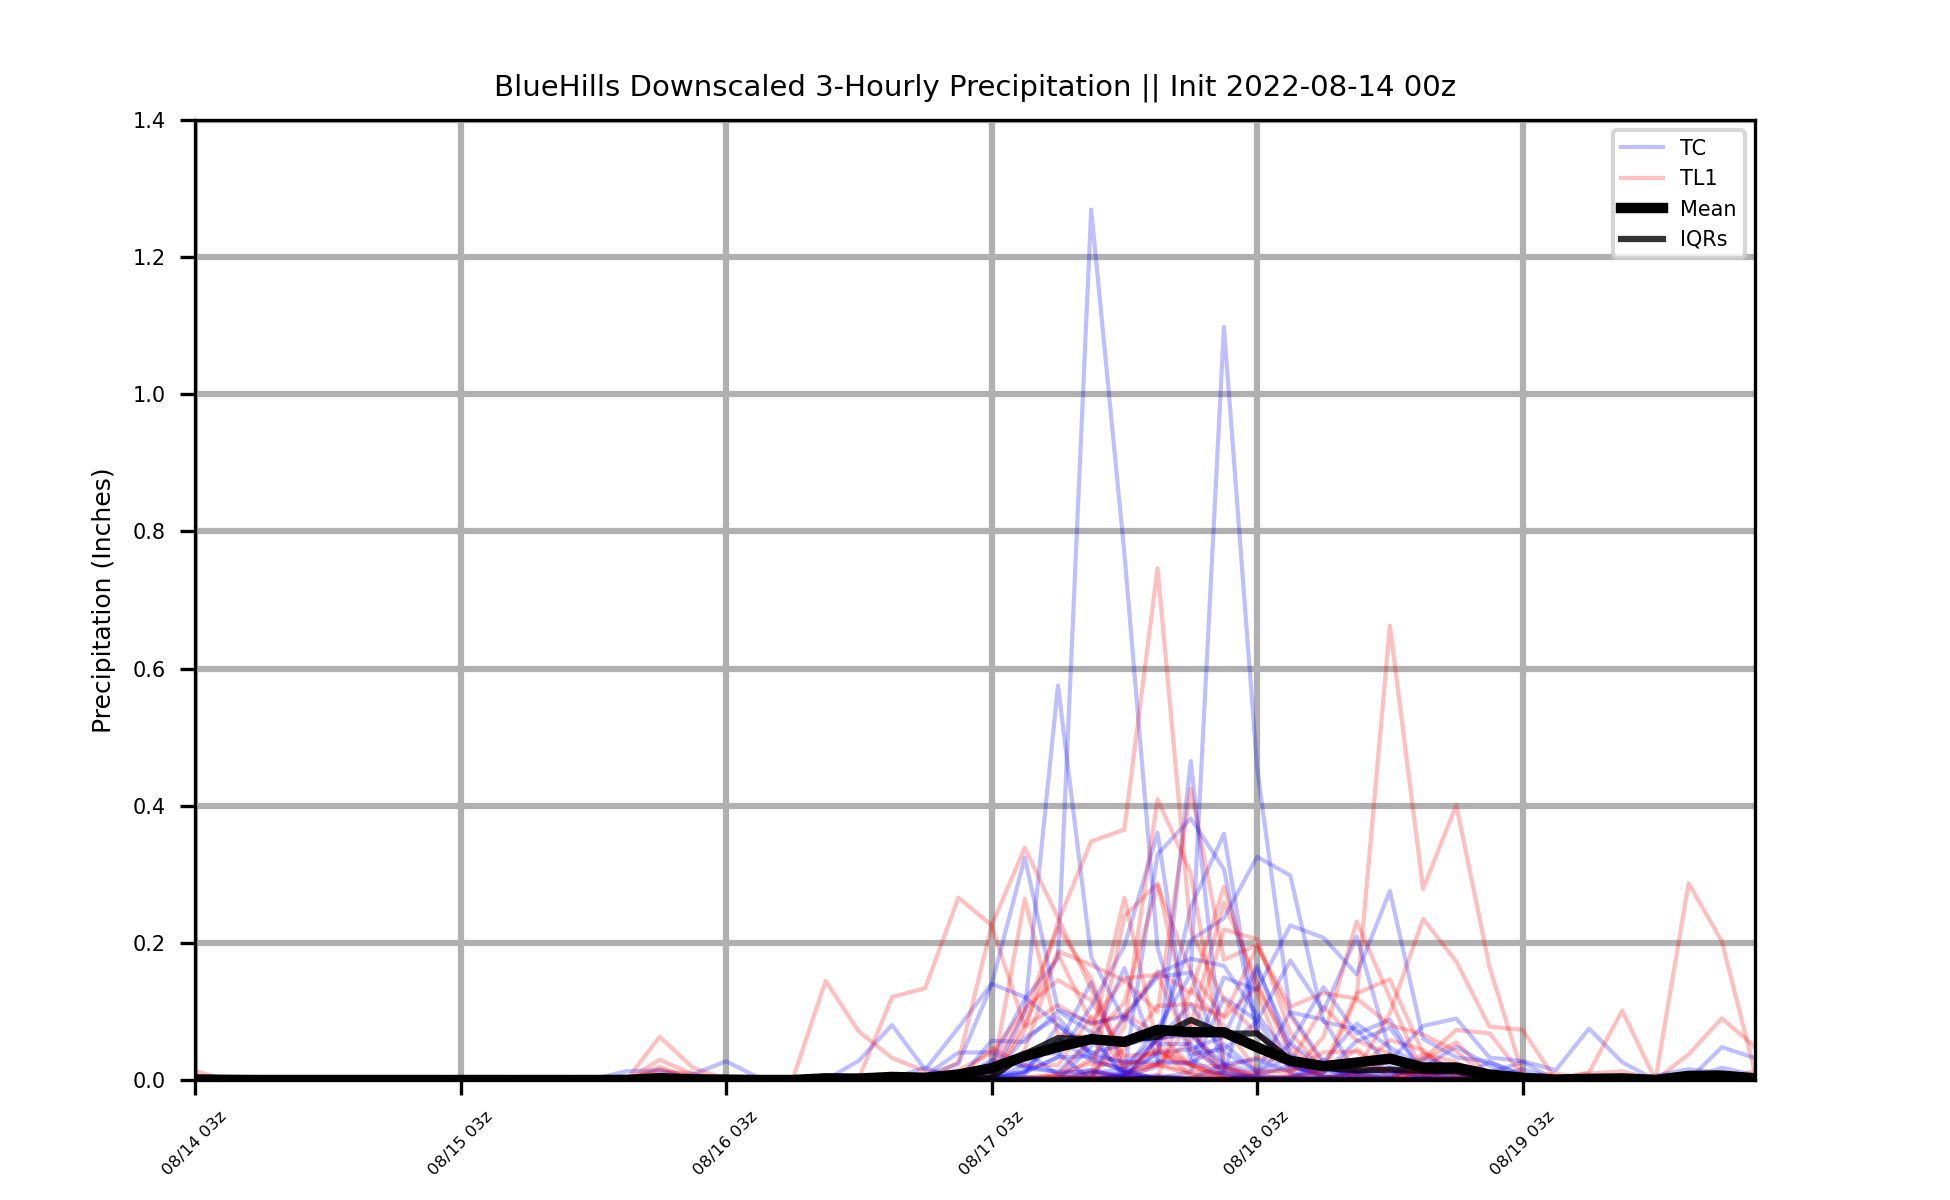 BlueHills Downscaled 3-Hourly Precipitation || Init 2022-08-14 00z
1.4
1.2
1.0
0.8
0.6
0.4
0.2
0.0
Precipitation (Inches)
TC
TL1
Mean
IQRs
08/14 03z
08/15 03z
08/16 03z
08/17 03z
08/18 03z
08/19 03z